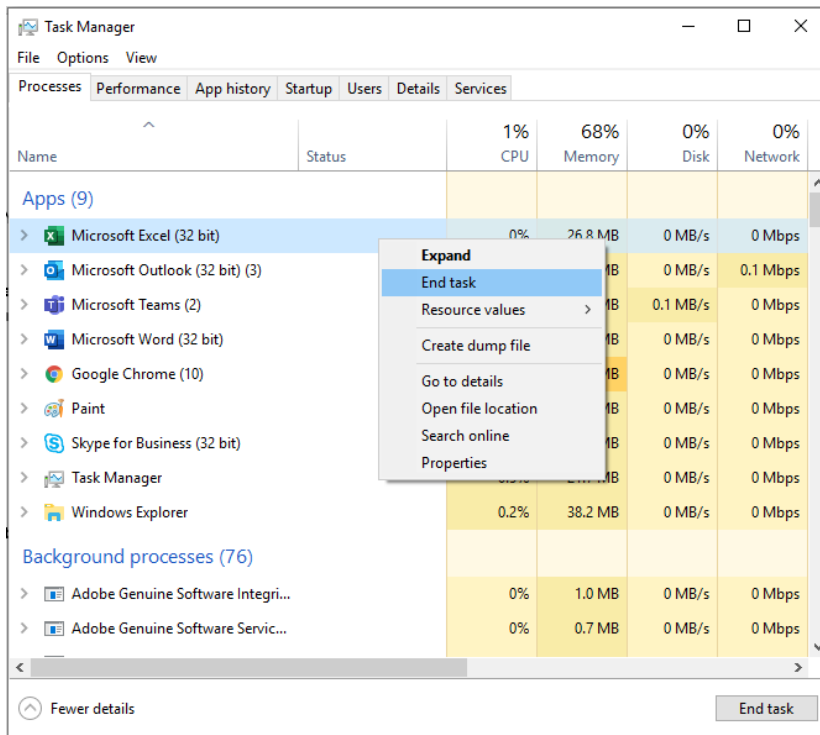 Task Manager
File Options View
Processes Performance App history Startup Users Details Services
1% 68% 0% 0%
Name Status CPU Memory Disk Network
Apps (9)
Microsoft Excel (32 bit) 0% 26.8 MB 0 MB/s 0 Mbps
Expand
Microsoft Outlook (32 bit) (3) MB 0 MB/s 0.1 Mbps
End task
Microsoft Teams (2) MB 0.1 MB/s 0 Mbps
Resource values
Microsoft Word (32 bit) MB 0 MB/s 0 Mbps
Create dump file
Google Chrome (10) MB 0 MB/s 0 Mbps
Go to details
Paint MB 0 MB/s 0 Mbps
Open file location
Skype for Business (32 bit) MB 0 MB/s 0 Mbps
Search online
Properties
Task Manager MB 0 MB/s 0 Mbps
Windows Explorer 0.2% 38.2 MB 0 MB/s 0 Mbps
Background processes (76)
Adobe Genuine Software Integri... 0% 1.0 MB 0 MB/s 0 Mbps
Adobe Genuine Software Servic... 0% 0.7 MB 0 MB/s 0 Mbps
Fewer details End task